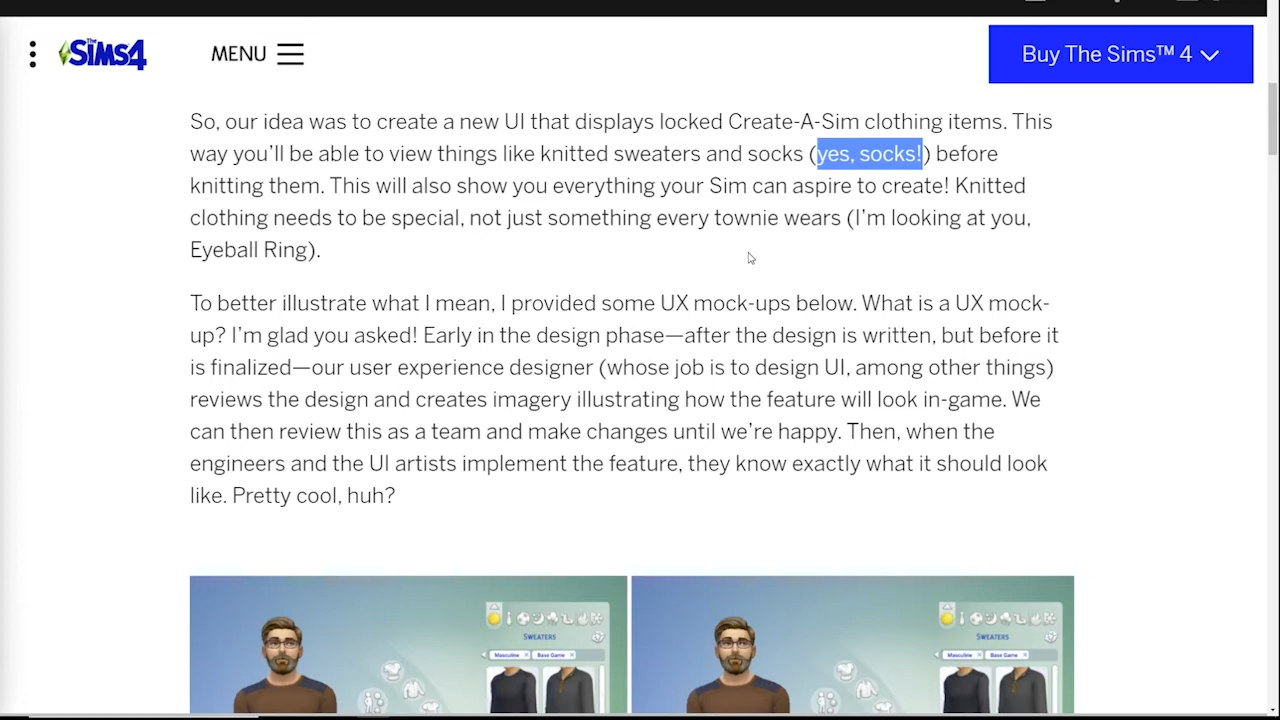 The Sims 4
MENU
Buy The Sims™ 4
So, our idea was to create a new UI that displays locked Create-A-Sim clothing items. This
way you'll be able to view things like knitted sweaters and socks (yes, socks!) before
knitting them. This will also show you everything your Sim can aspire to create! Knitted
clothing needs to be special, not just something every townie wears (I'm looking at you,
Eyeball Ring).
To better illustrate what I mean, I provided some UX mock-ups below. What is a UX mock-
up? I'm glad you asked! Early in the design phase—after the design is written, but before it
is finalized—our user experience designer (whose job is to design UI, among other things)
reviews the design and creates imagery illustrating how the feature will look in-game. We
can then review this as a team and make changes until we're happy. Then, when the
engineers and the UI artists implement the feature, they know exactly what it should look
like. Pretty cool, huh?
SWEATERS
Masculine × Base Game ×
SWEATERS
Masculine × Base Game ×